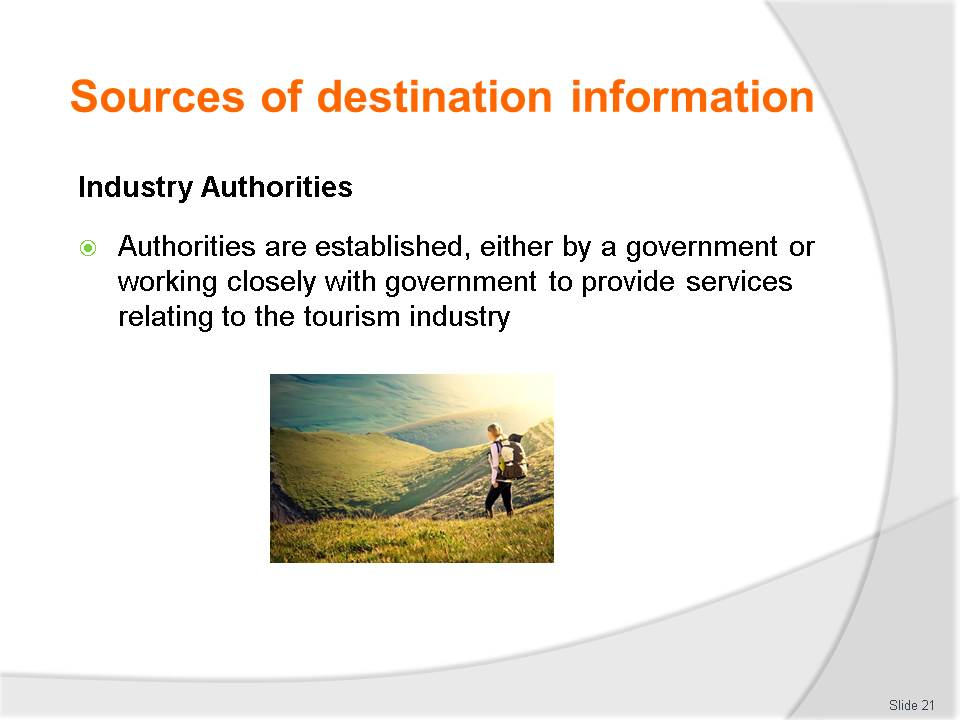 Sources of destination information
Industry Authorities
Authorities are established, either by a government or
working closely with government to provide services
relating to the tourism industry
Slide 21